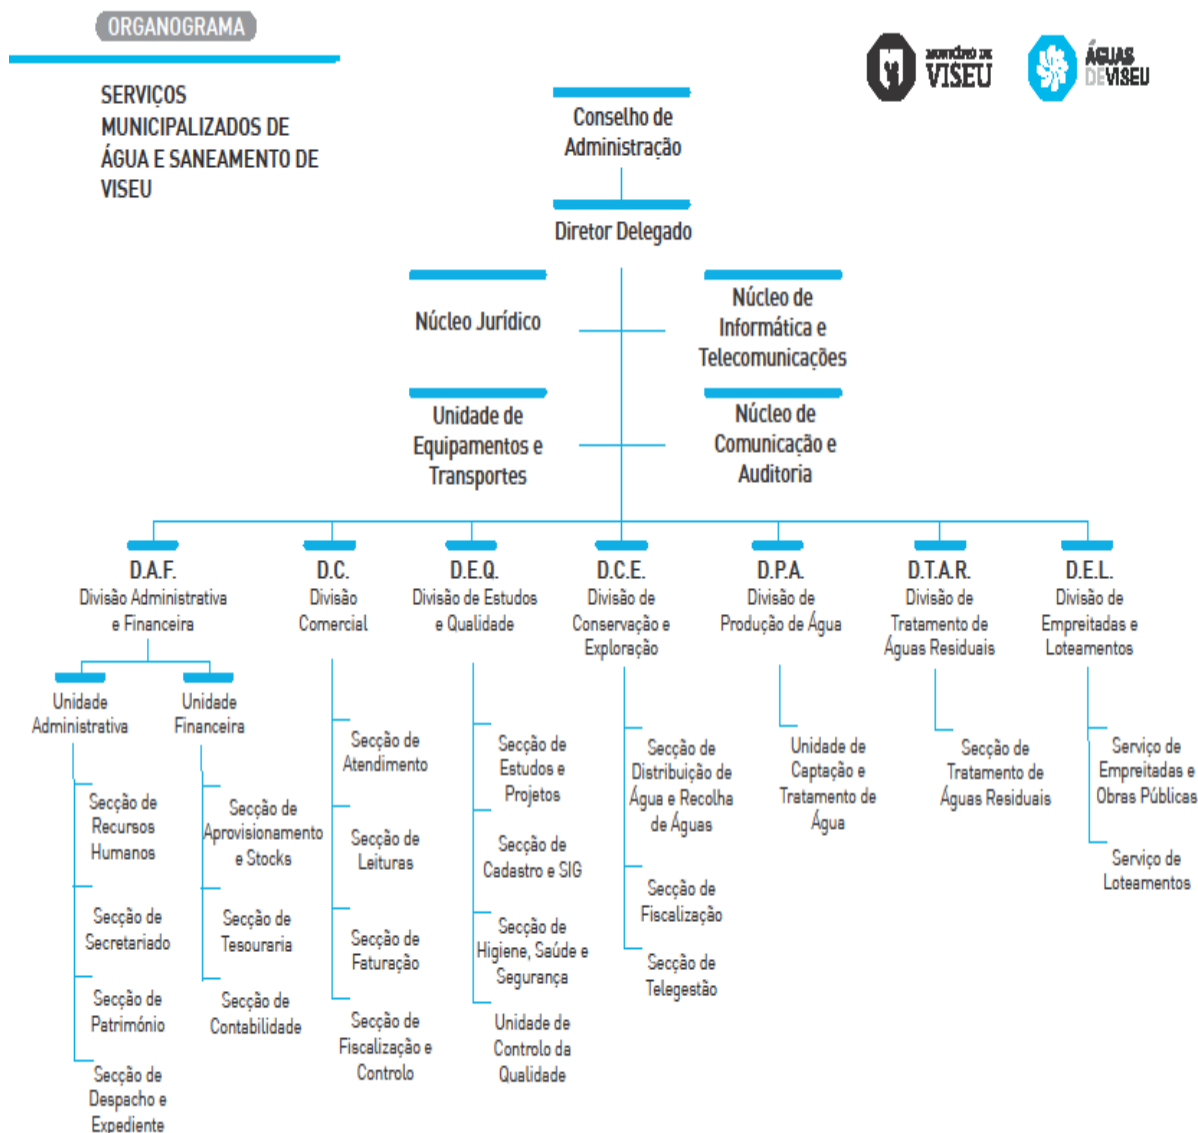 ORGANOGRAMA
SERVIÇOS
MUNICIPALIZADOS DE
ÁGUA E SANEAMENTO DE
VISEU
MUNICÍPIO DE
VISEU
ÁGUAS
DEVISEU
Conselho de
Administração
Diretor Delegado
Núcleo Jurídico
Núcleo de
Informática e
Telecomunicações
Unidade de
Equipamentos e
Transportes
Núcleo de
Comunicação e
Auditoria
D.A.F.
Divisão Administrativa
e Financeira
D.C.
Divisão
Comercial
D.E.Q.
Divisão de Estudos
e Qualidade
D.C.E.
Divisão de
Conservação e
Exploração
D.P.A.
Divisão de
Produção de Água
D.T.A.R.
Divisão de
Tratamento de
Águas Residuais
D.E.L.
Divisão de
Empreitadas e
Loteamentos
Unidade
Administrativa
Secção de
Recursos
Humanos
Secção de
Secretariado
Secção de
Património
Secção de
Despacho e
Expediente
Unidade
Financeira
Secção de
Aprovisionamento
e Stocks
Secção de
Tesouraria
Secção de
Contabilidade
Secção de
Atendimento
Secção de
Leituras
Secção de
Faturação
Secção de
Fiscalização e
Controlo
Secção de
Estudos e
Projetos
Secção de
Cadastro e SIG
Secção de
Higiene, Saúde e
Segurança
Unidade de
Controlo da
Qualidade
Secção de
Distribuição de
Água e Recolha
de Águas
Secção de
Fiscalização
Secção de
Telegestão
Unidade de
Captação e
Tratamento de
Água
Secção de
Tratamento de
Águas Residuais
Serviço de
Empreitadas e
Obras Públicas
Serviço de
Loteamentos